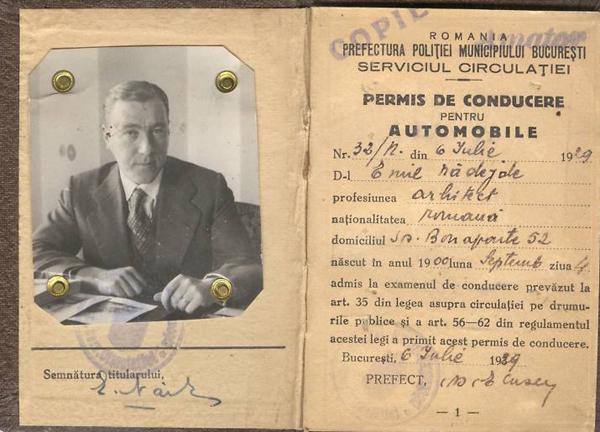 Semnătura titularului,
COPIE
Amator
ROMANIA
PREFECTURA POLIȚIEI MUNICIPIULUI BUCUREȘTI
SERVICIUL CIRCULAȚIEI
PERMIS DE CONDUCERE
PENTRU
AUTOMOBILE
Nr. 32/N. din 6 Iulie 1929
D-l Emil Nădejde
profesiunea arhitect
naționalitatea română
domiciliul Bonaparte 52
născut în anul 1900 luna Septemb ziua 4
admis la examenul de conducere prevăzut la
art. 35 din legea asupra circulației pe drumu-
rile publice și a art. 56—62 din regulamentul
acestei legi a primit acest permis de conducere.
București, 6 Iulie 1929
PREFECT,
— 1 —